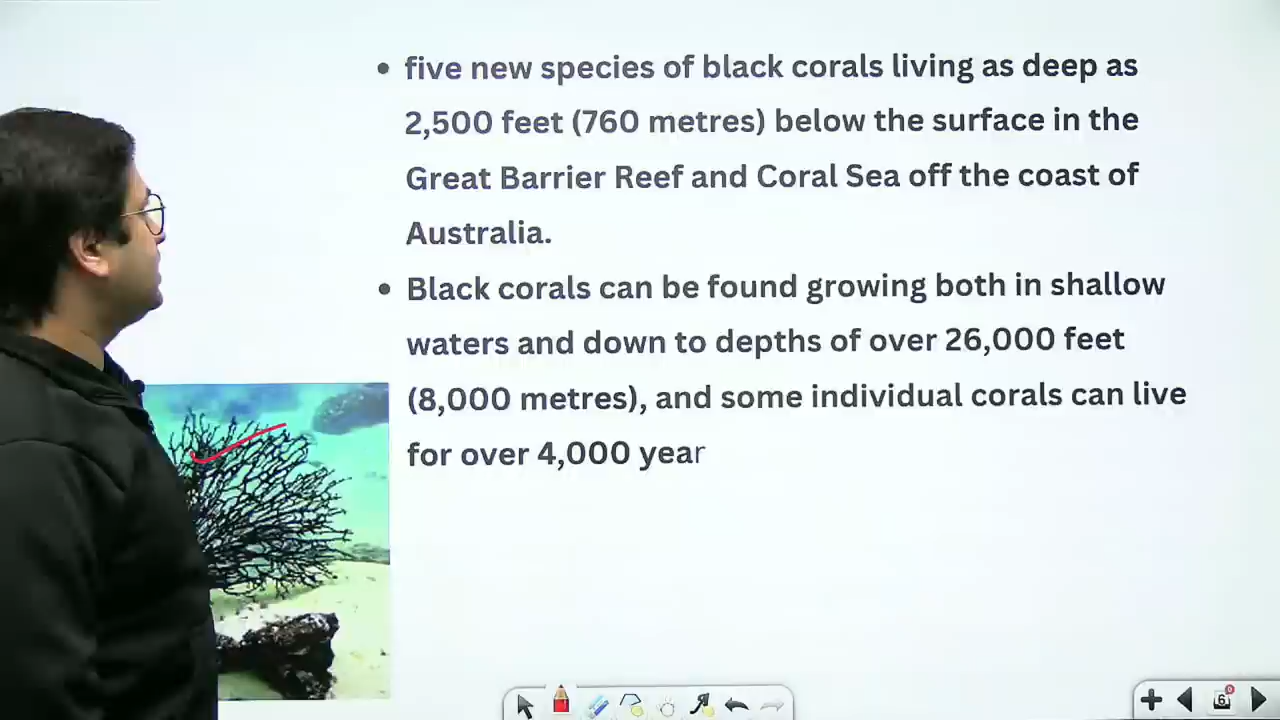 • five new species of black corals living as deep as
2,500 feet (760 metres) below the surface in the
Great Barrier Reef and Coral Sea off the coast of
Australia.
• Black corals can be found growing both in shallow
waters and down to depths of over 26,000 feet
(8,000 metres), and some individual corals can live
for over 4,000 year
6
0